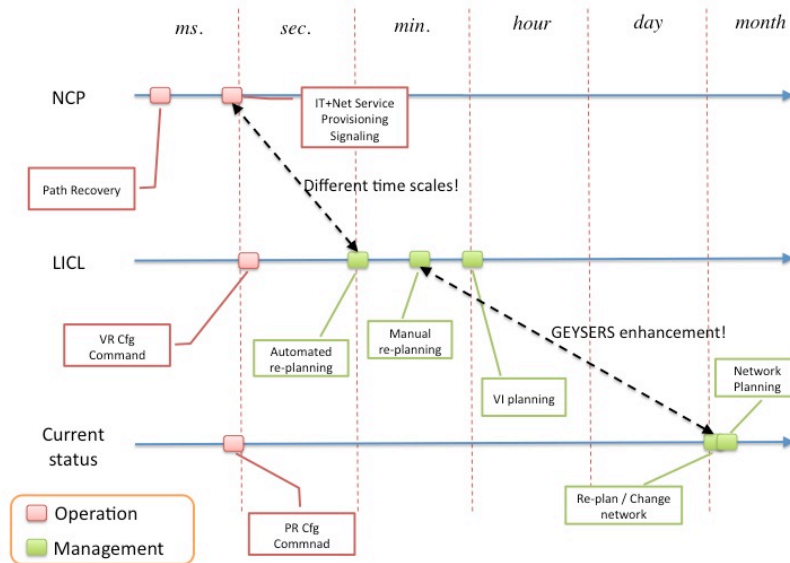 ms.
sec.
min.
hour
day
month
NCP
IT+Net Service
Provisioning
Signaling
Path Recovery
Different time scales!
LICL
VR Cfg
Command
Automated
re-planning
Manual
re-planning
VI planning
GEYSERS enhancement!
Network
Planning
Current
status
Re-plan / Change
network
PR Cfg
Commnad
Operation
Management